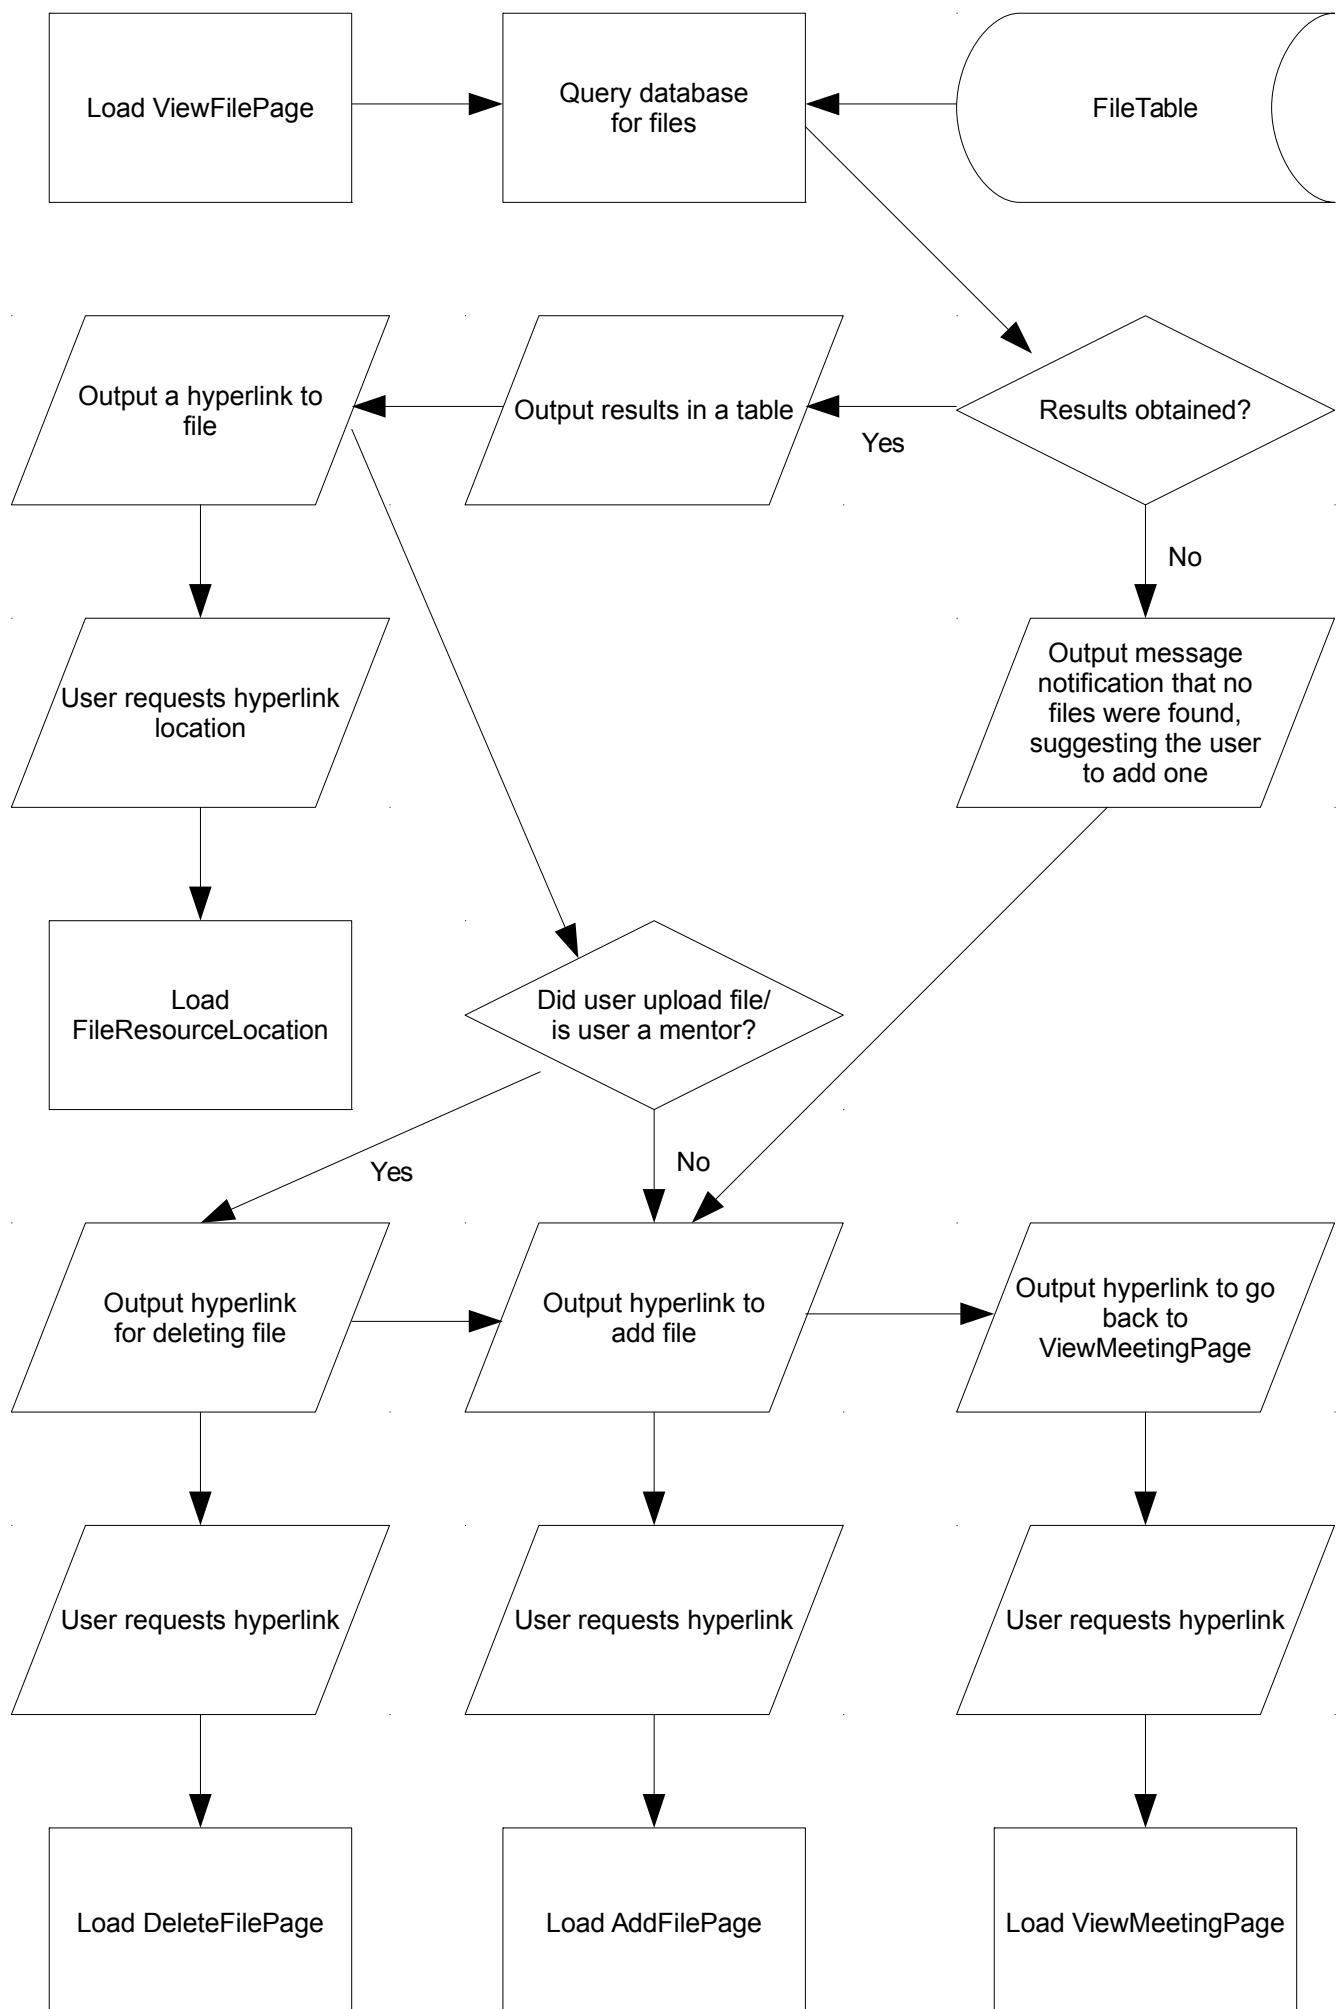 Load ViewFilePage
Query database
for files
FileTable
Output a hyperlink to
file
Output results in a table
Results obtained?
Yes
No
User requests hyperlink
location
Output message
notification that no
files were found,
suggesting the user
to add one
Load
FileResourceLocation
Did user upload file/
is user a mentor?
Yes
No
Output hyperlink
for deleting file
Output hyperlink to
add file
Output hyperlink to go
back to
ViewMeetingPage
User requests hyperlink
User requests hyperlink
User requests hyperlink
Load DeleteFilePage
Load AddFilePage
Load ViewMeetingPage